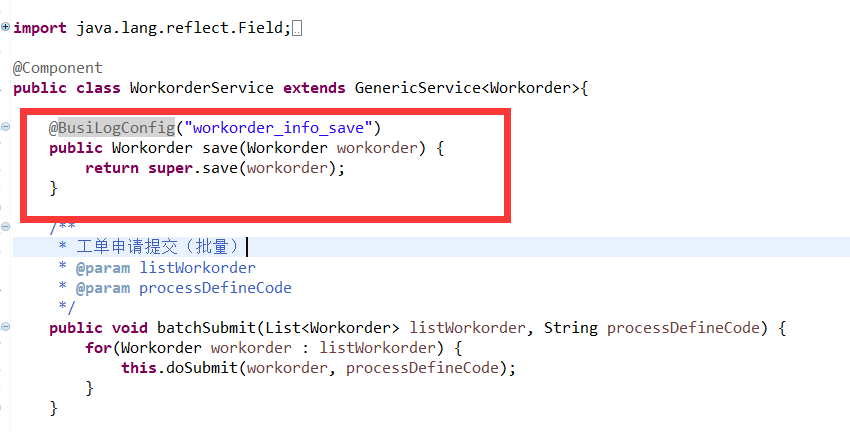 import java.lang.reflect.Field;
@Component
public class WorkorderService extends GenericService<Workorder>{
@BusiLogConfig("workorder_info_save")
public Workorder save(Workorder workorder) {
return super.save(workorder);
}
/**
* 工单申请提交（批量）
* @param listWorkorder
* @param processDefineCode
*/
public void batchSubmit(List<Workorder> listWorkorder, String processDefineCode) {
for(Workorder workorder : listWorkorder) {
this.doSubmit(workorder, processDefineCode);
}
}